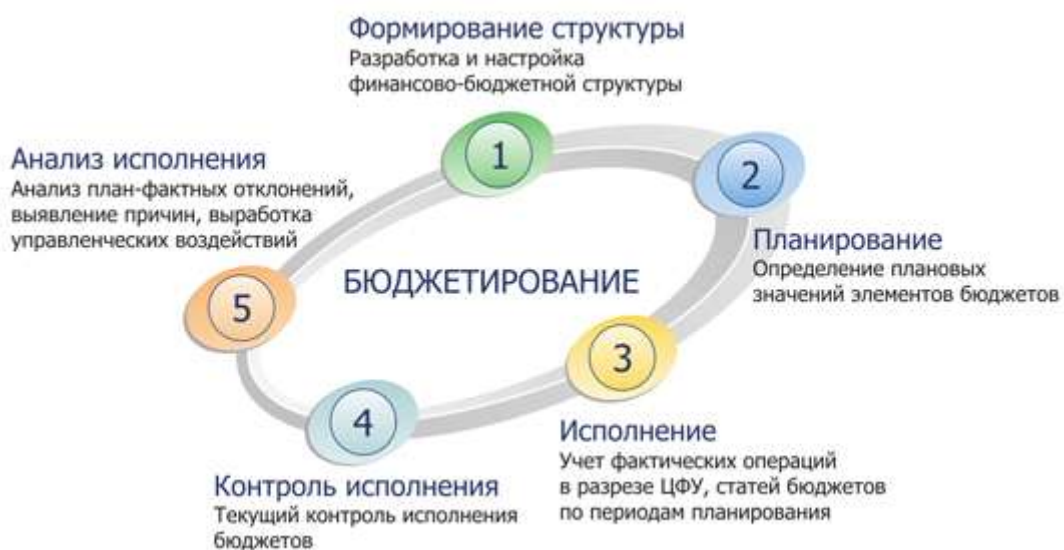 Формирование структуры
Разработка и настройка
финансово-бюджетной структуры
1
2
Планирование
Определение плановых
значений элементов бюджетов
3
Исполнение
Учет фактических операций
в разрезе ЦФУ, статей бюджетов
по периодам планирования
4
Контроль исполнения
Текущий контроль исполнения
бюджетов
5
Анализ исполнения
Анализ план-фактных отклонений,
выявление причин, выработка
управленческих воздействий
БЮДЖЕТИРОВАНИЕ